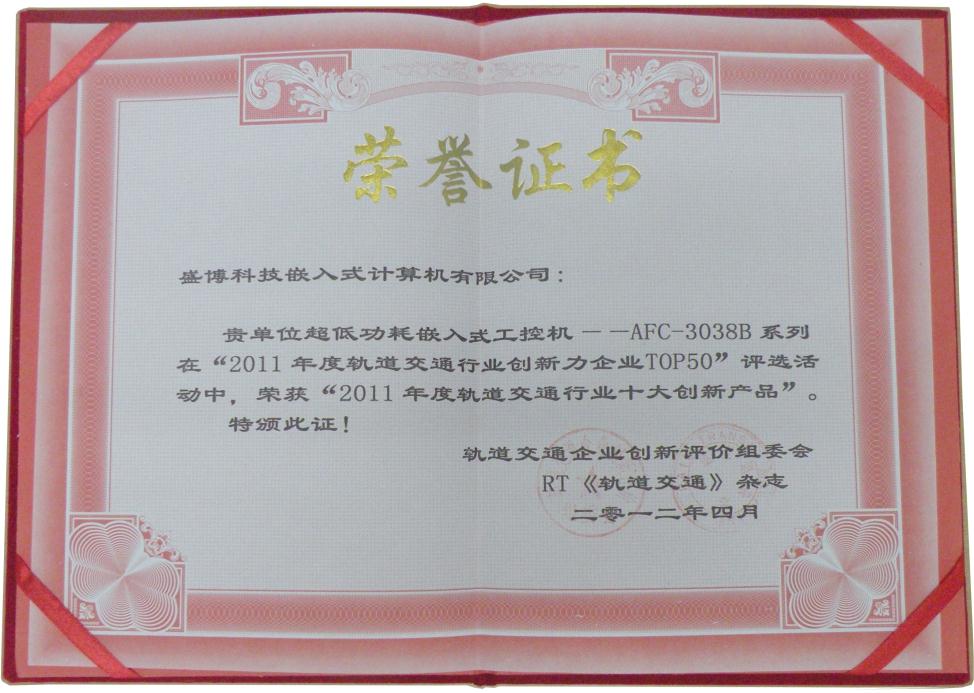 荣誉证书
盛博科技嵌入式计算机有限公司：
贵单位超低功耗嵌入式工控机——AFC-3038B 系列
在“2011 年度轨道交通行业创新力企业TOP50”评选活
动中，荣获“2011 年度轨道交通行业十大创新产品”。
特颁此证！
轨道交通企业创新评价组委会
RT《轨道交通》杂志
二零一二年四月